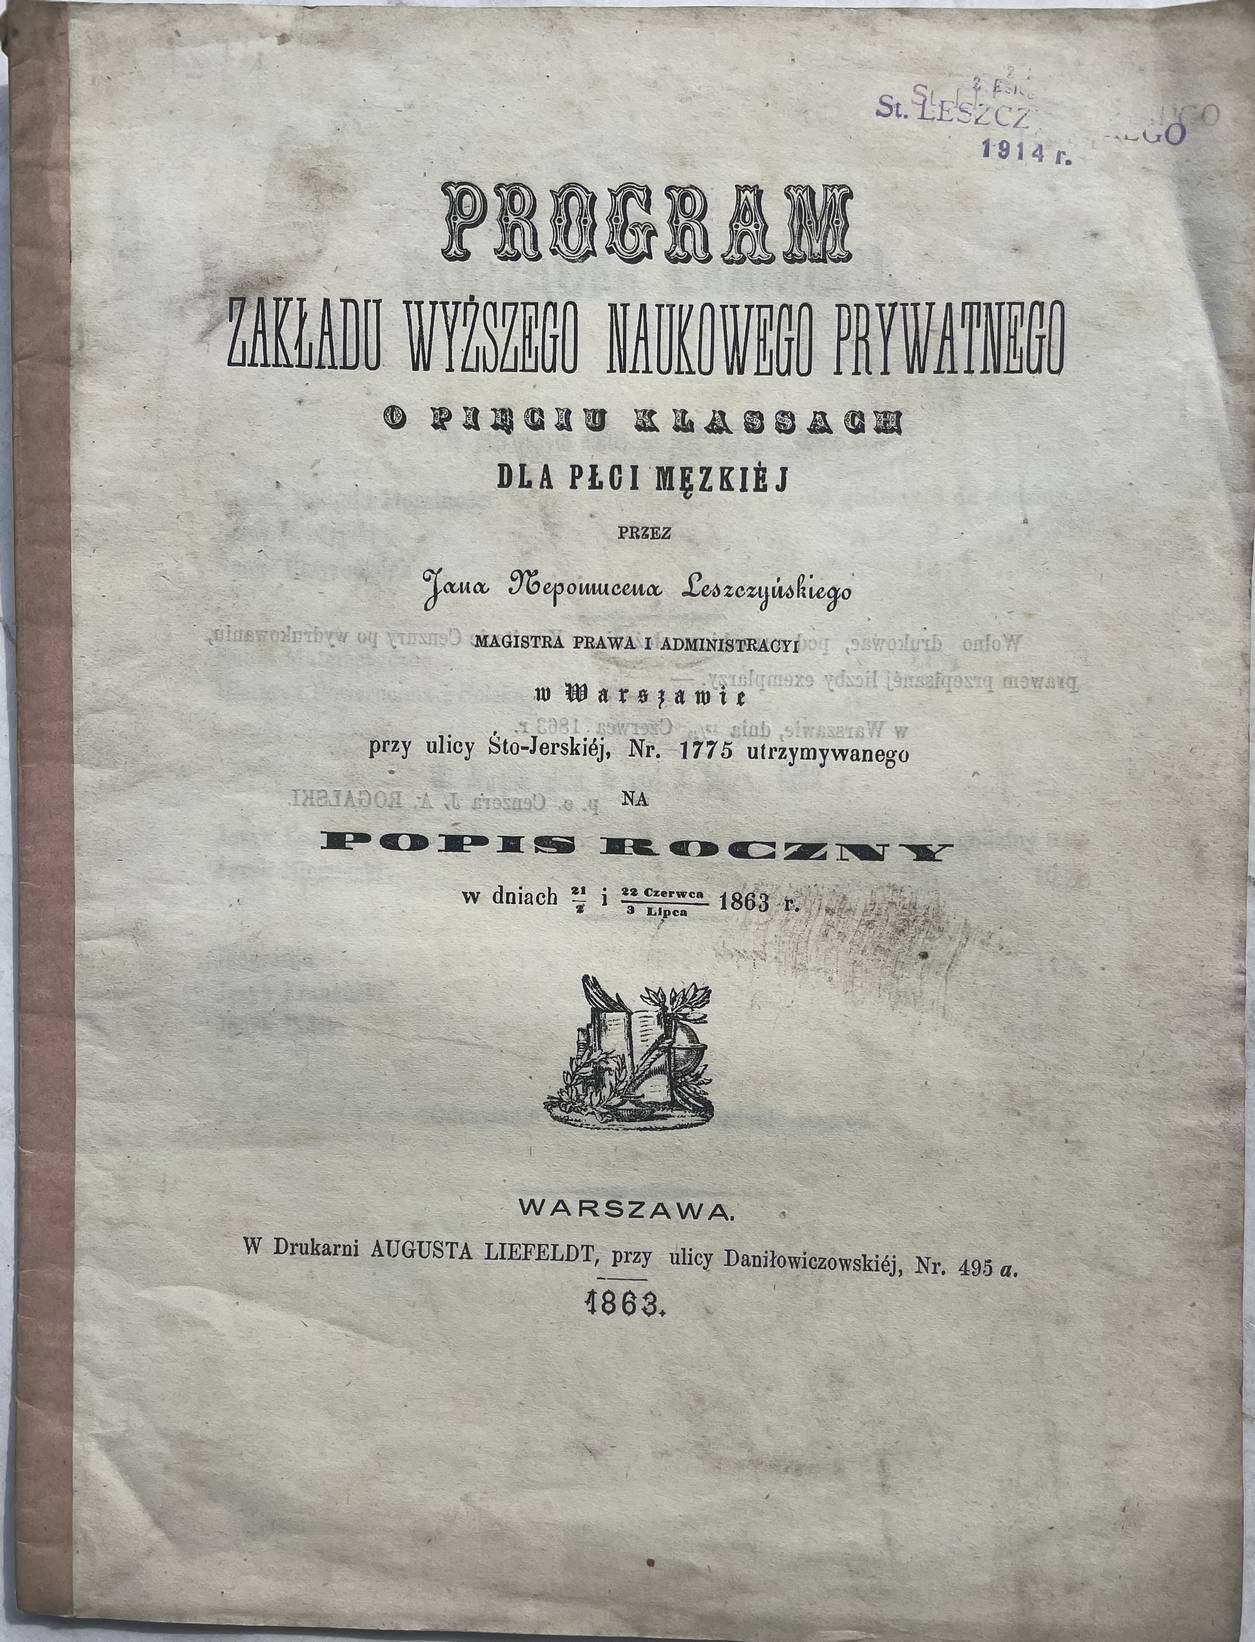 St. LESZCZ
1914 r.
PROGRAM
ZAKŁADU WYŻSZEGO NAUKOWEGO PRYWATNEGO
O PIĘCIU KLASSACH
DLA PŁCI MĘZKIÉJ
PRZEZ
Jana Nepomucena Leszczyńskiego
MAGISTRA PRAWA I ADMINISTRACYI
w Warszawie
przy ulicy Śto-Jerskiéj, Nr. 1775 utrzymywanego
NA
POPIS ROCZNY
w dniach 21/2 i 22 Czerwca/3 Lipca 1863 r.
WARSZAWA.
W Drukarni AUGUSTA LIEFELDT, przy ulicy Daniłowiczowskiéj, Nr. 495 a.
1863.